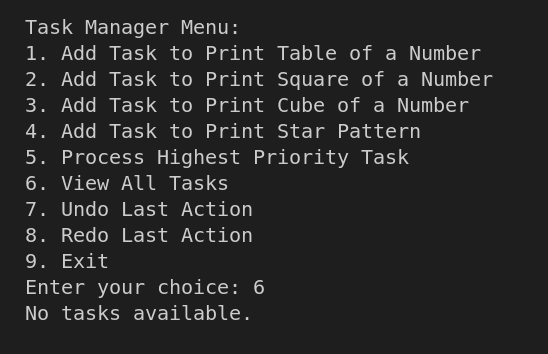 Task Manager Menu:
1. Add Task to Print Table of a Number
2. Add Task to Print Square of a Number
3. Add Task to Print Cube of a Number
4. Add Task to Print Star Pattern
5. Process Highest Priority Task
6. View All Tasks
7. Undo Last Action
8. Redo Last Action
9. Exit
Enter your choice: 6
No tasks available.